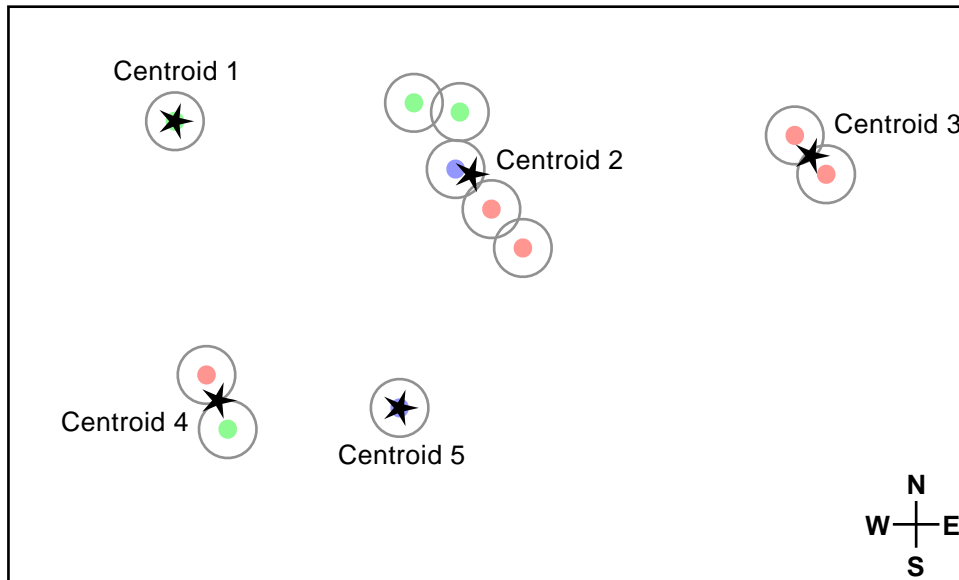 Centroid 1
Centroid 2
Centroid 3
Centroid 4
Centroid 5
N
W E
S